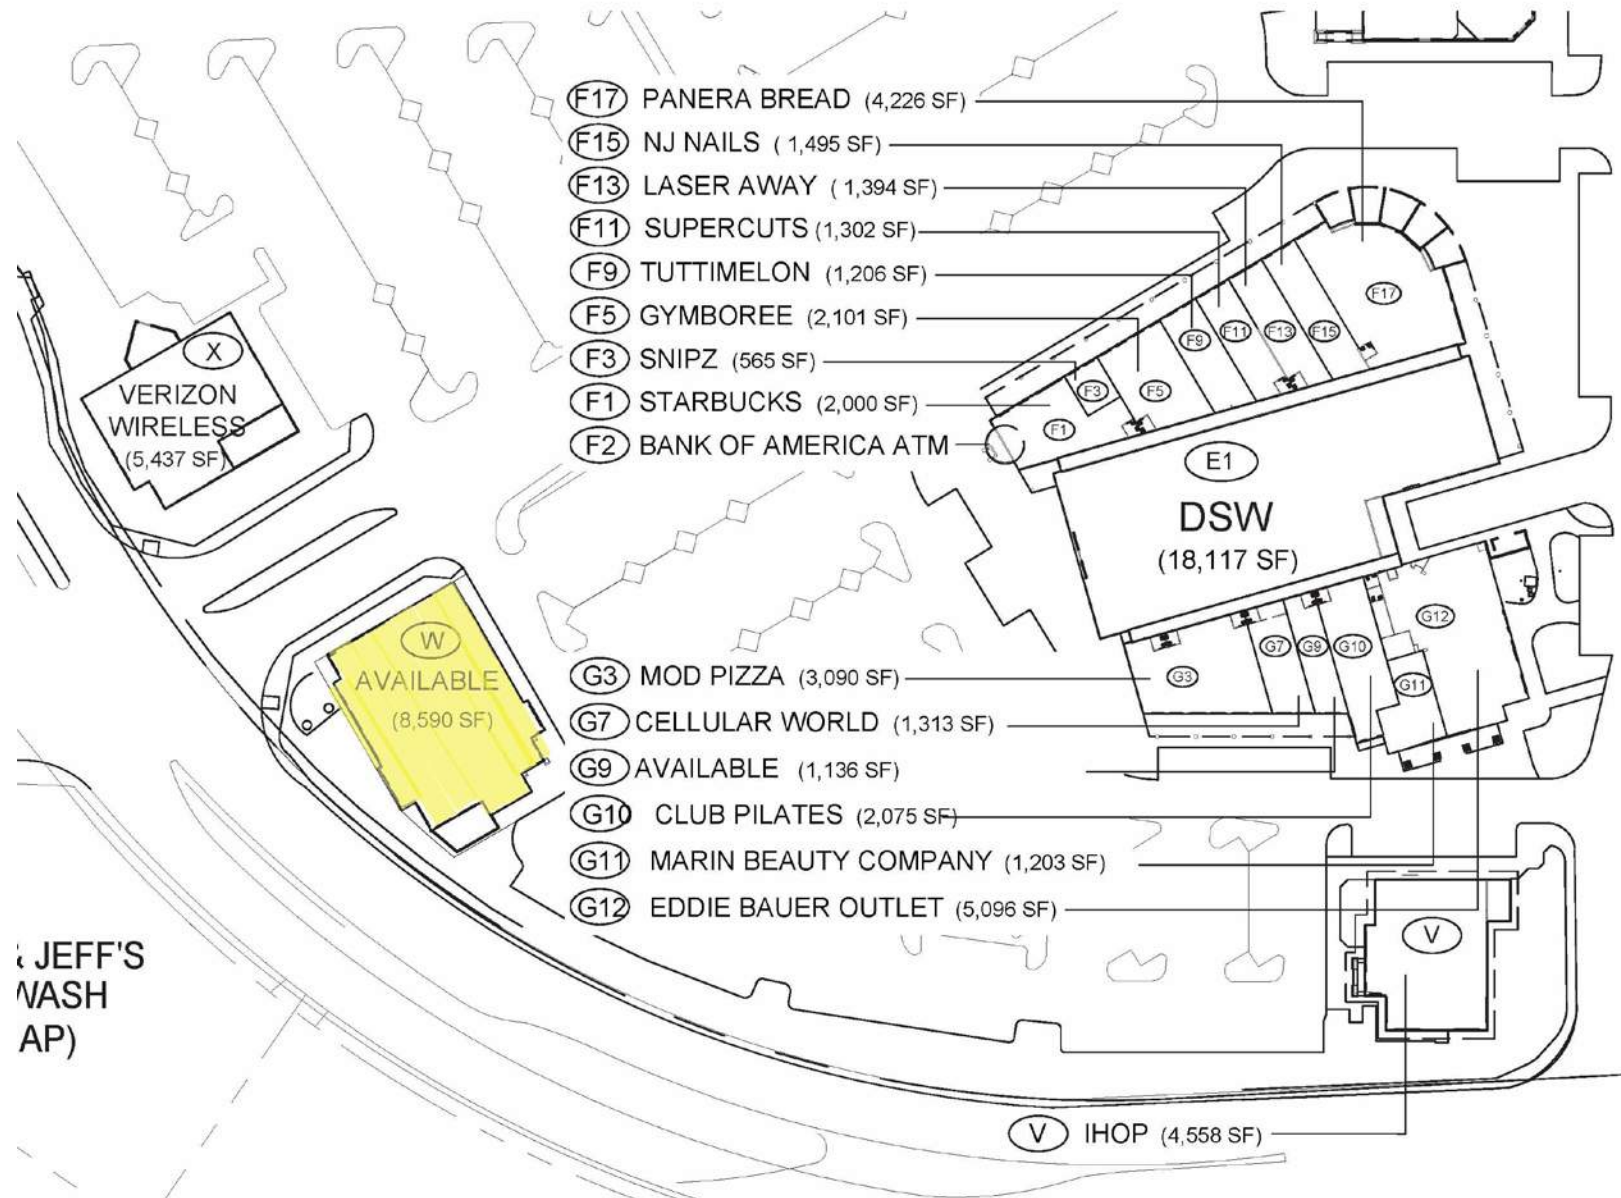 F17 PANERA BREAD (4,226 SF)
F15 NJ NAILS ( 1,495 SF)
F13 LASER AWAY ( 1,394 SF)
F11 SUPERCUTS (1,302 SF)
F9 TUTTIMELON (1,206 SF)
F5 GYMBOREE (2,101 SF)
F3 SNIPZ (565 SF)
F1 STARBUCKS (2,000 SF)
F2 BANK OF AMERICA ATM
X
VERIZON
WIRELESS
(5,437 SF)
F17
F15
F13
F11
F9
F5
F3
F1
E1
DSW
(18,117 SF)
W
AVAILABLE
(8,590 SF)
G3 MOD PIZZA (3,090 SF)
G7 CELLULAR WORLD (1,313 SF)
G9 AVAILABLE (1,136 SF)
G10 CLUB PILATES (2,075 SF)
G11 MARIN BEAUTY COMPANY (1,203 SF)
G12 EDDIE BAUER OUTLET (5,096 SF)
G3
G7
G9
G10
G11
G12
JEFF'S
WASH
AP)
V
V IHOP (4,558 SF)